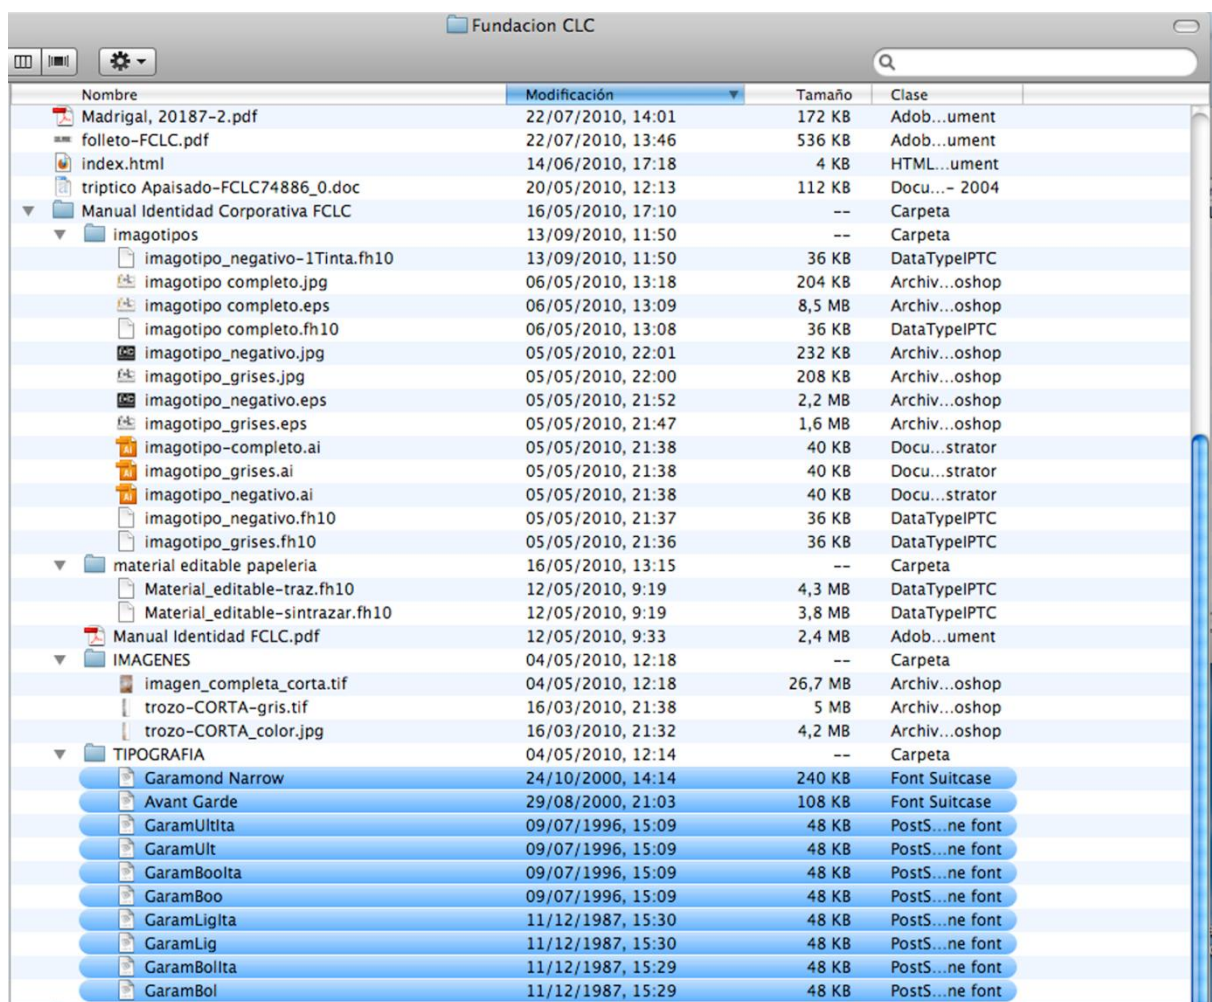 Fundacion CLC
Nombre Modificación Tamaño Clase
Madrigal, 20187-2.pdf 22/07/2010, 14:01 172 KB Adob...ument
folleto-FCLC.pdf 22/07/2010, 13:46 536 KB Adob...ument
index.html 14/06/2010, 17:18 4 KB HTML...ument
triptico Apaisado-FCLC74886_0.doc 20/05/2010, 12:13 112 KB Docu...- 2004
Manual Identidad Corporativa FCLC 16/05/2010, 17:10 -- Carpeta
imagotipos 13/09/2010, 11:50 -- Carpeta
imagotipo_negativo-1Tinta.fh10 13/09/2010, 11:50 36 KB DataTypeIPTC
imagotipo completo.jpg 06/05/2010, 13:18 204 KB Archiv...oshop
imagotipo completo.eps 06/05/2010, 13:09 8,5 MB Archiv...oshop
imagotipo completo.fh10 06/05/2010, 13:08 36 KB DataTypeIPTC
imagotipo_negativo.jpg 05/05/2010, 22:01 232 KB Archiv...oshop
imagotipo_grises.jpg 05/05/2010, 22:00 208 KB Archiv...oshop
imagotipo_negativo.eps 05/05/2010, 21:52 2,2 MB Archiv...oshop
imagotipo_grises.eps 05/05/2010, 21:47 1,6 MB Archiv...oshop
imagotipo-completo.ai 05/05/2010, 21:38 40 KB Docu...strator
imagotipo_grises.ai 05/05/2010, 21:38 40 KB Docu...strator
imagotipo_negativo.ai 05/05/2010, 21:38 40 KB Docu...strator
imagotipo_negativo.fh10 05/05/2010, 21:37 36 KB DataTypeIPTC
imagotipo_grises.fh10 05/05/2010, 21:36 36 KB DataTypeIPTC
material editable papeleria 16/05/2010, 13:15 -- Carpeta
Material_editable-traz.fh10 12/05/2010, 9:19 4,3 MB DataTypeIPTC
Material_editable-sintrazar.fh10 12/05/2010, 9:19 3,8 MB DataTypeIPTC
Manual Identidad FCLC.pdf 12/05/2010, 9:33 2,4 MB Adob...ument
IMAGENES 04/05/2010, 12:18 -- Carpeta
imagen_completa_corta.tif 04/05/2010, 12:18 26,7 MB Archiv...oshop
trozo-CORTA-gris.tif 16/03/2010, 21:38 5 MB Archiv...oshop
trozo-CORTA_color.jpg 16/03/2010, 21:32 4,2 MB Archiv...oshop
TIPOGRAFIA 04/05/2010, 12:14 -- Carpeta
Garamond Narrow 24/10/2000, 14:14 240 KB Font Suitcase
Avant Garde 29/08/2000, 21:03 108 KB Font Suitcase
GaramUltIta 09/07/1996, 15:09 48 KB PostS...ne font
GaramUlt 09/07/1996, 15:09 48 KB PostS...ne font
GaramBooIta 09/07/1996, 15:09 48 KB PostS...ne font
GaramBoo 09/07/1996, 15:09 48 KB PostS...ne font
GaramLigIta 11/12/1987, 15:30 48 KB PostS...ne font
GaramLig 11/12/1987, 15:30 48 KB PostS...ne font
GaramBolIta 11/12/1987, 15:29 48 KB PostS...ne font
GaramBol 11/12/1987, 15:29 48 KB PostS...ne font